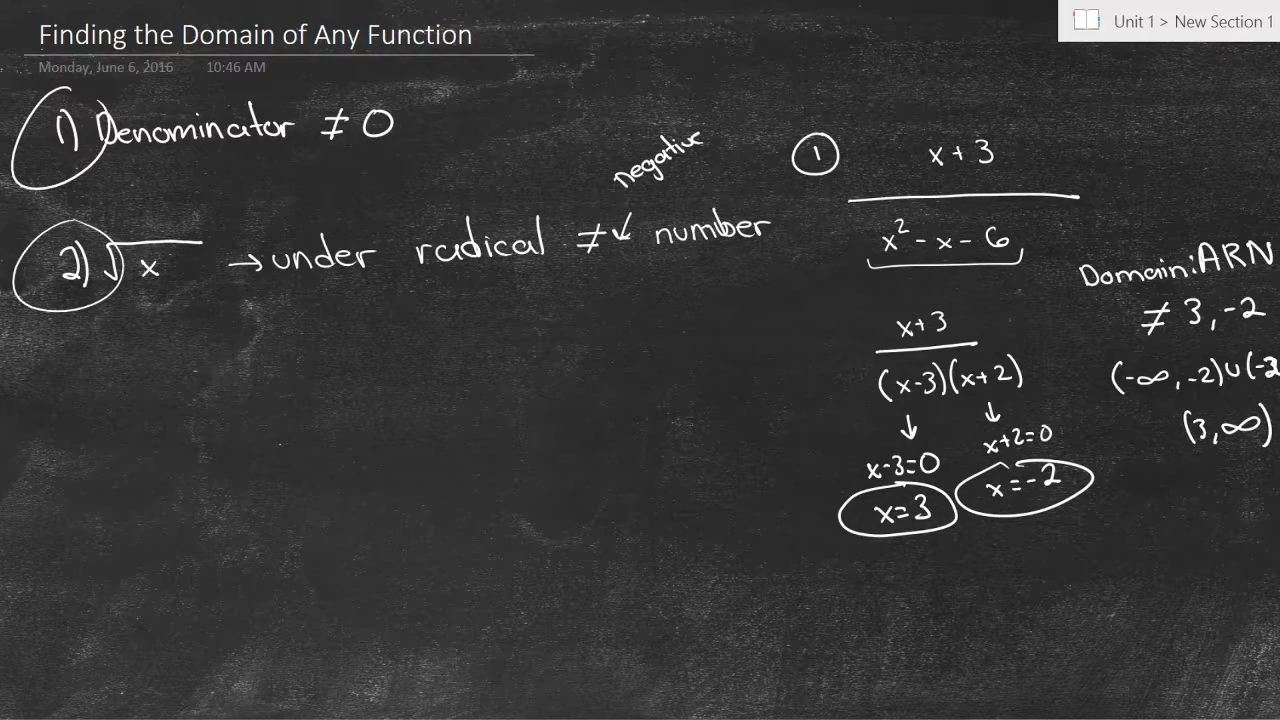 Finding the Domain of Any Function
Monday, June 6, 2016 10:46 AM
Unit 1 > New Section 1
1) Denominator ≠ 0
negative
2) √x → under radical ≠ ↙ number
1
x + 3
x² - x - 6
x+3
(x-3)(x+2)
↓ ↓
x-3=0 x+2=0
x=3 x=-2
Domain: ARN
≠ 3, -2
(-∞, -2)∪(-2
(3, ∞)